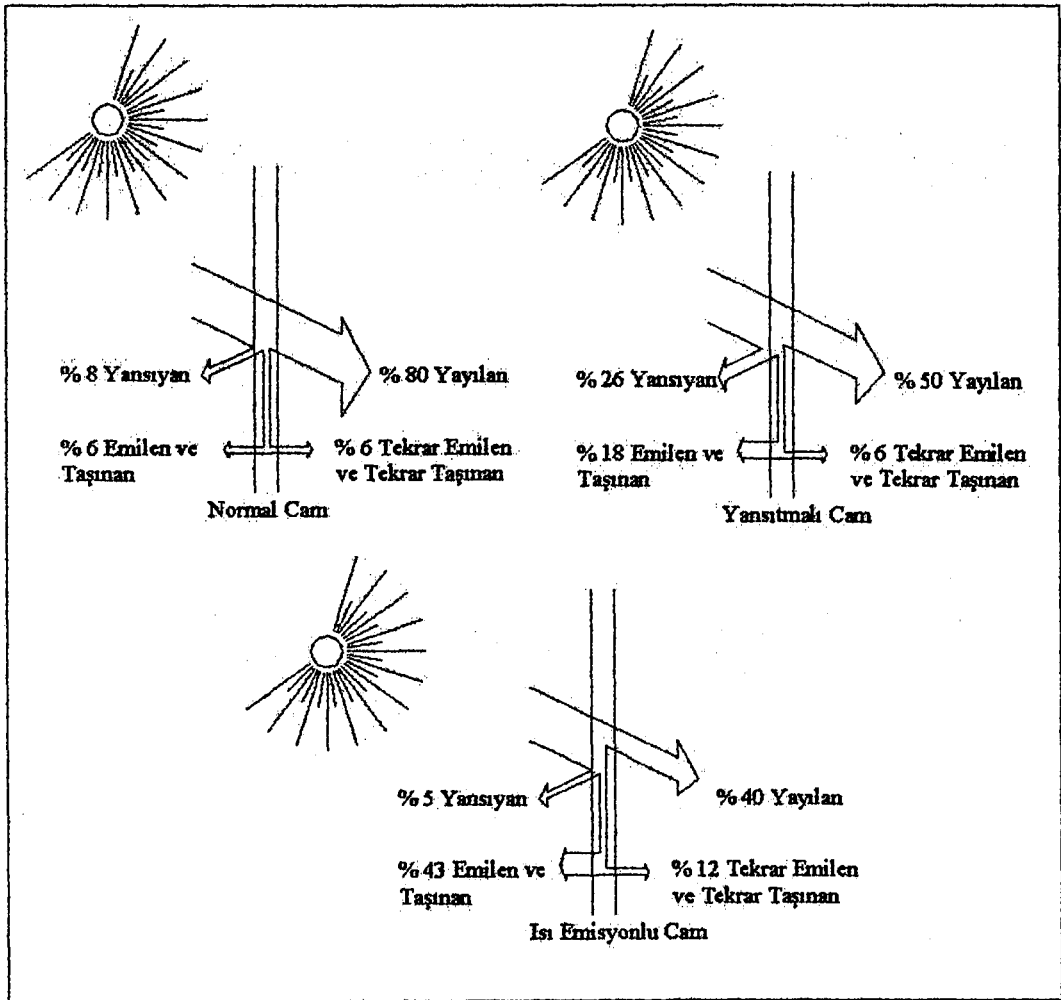 % 8 Yansıyan
% 80 Yayılan
% 6 Emilen ve
Taşınan
% 6 Tekrar Emilen
ve Tekrar Taşınan
Normal Cam
% 26 Yansıyan
% 50 Yayılan
% 18 Emilen ve
Taşınan
% 6 Tekrar Emilen
ve Tekrar Taşınan
Yansıtmalı Cam
% 5 Yansıyan
% 40 Yayılan
% 43 Emilen ve
Taşınan
% 12 Tekrar Emilen
ve Tekrar Taşınan
Isı Emisyonlu Cam